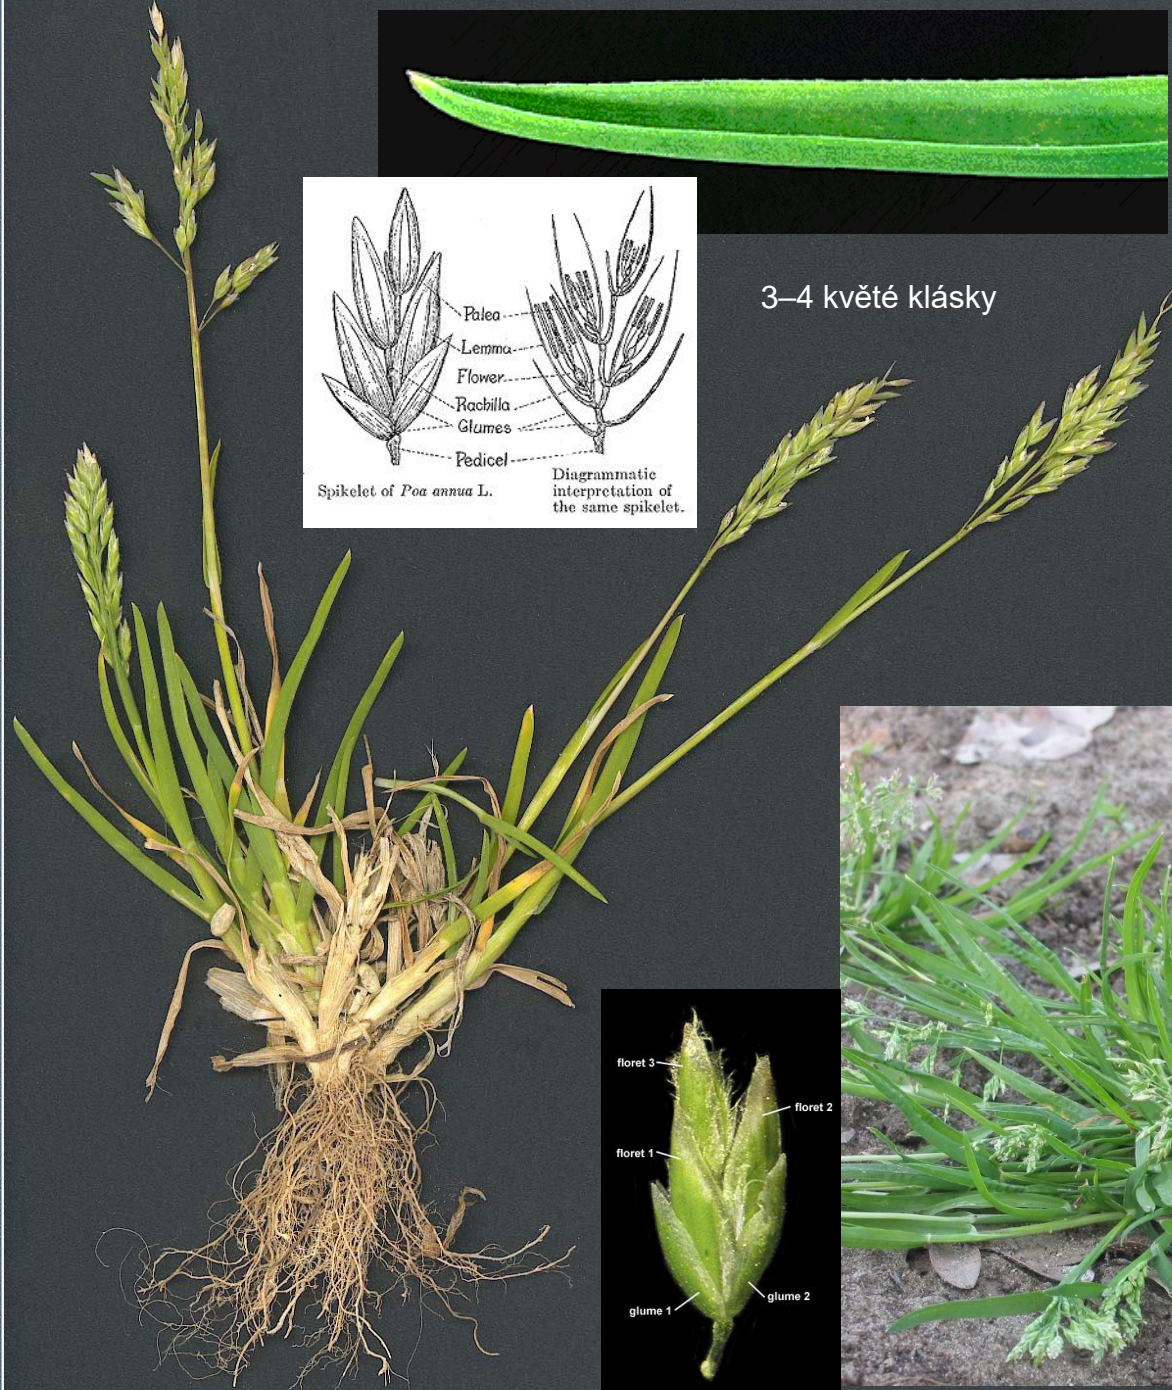 3–4 květé klásky
Palea
Lemma
Flower
Rachilla
Glumes
Pedicel
Spikelet of Poa annua L.
Diagrammatic
interpretation of
the same spikelet.
floret 3
floret 2
floret 1
glume 1
glume 2